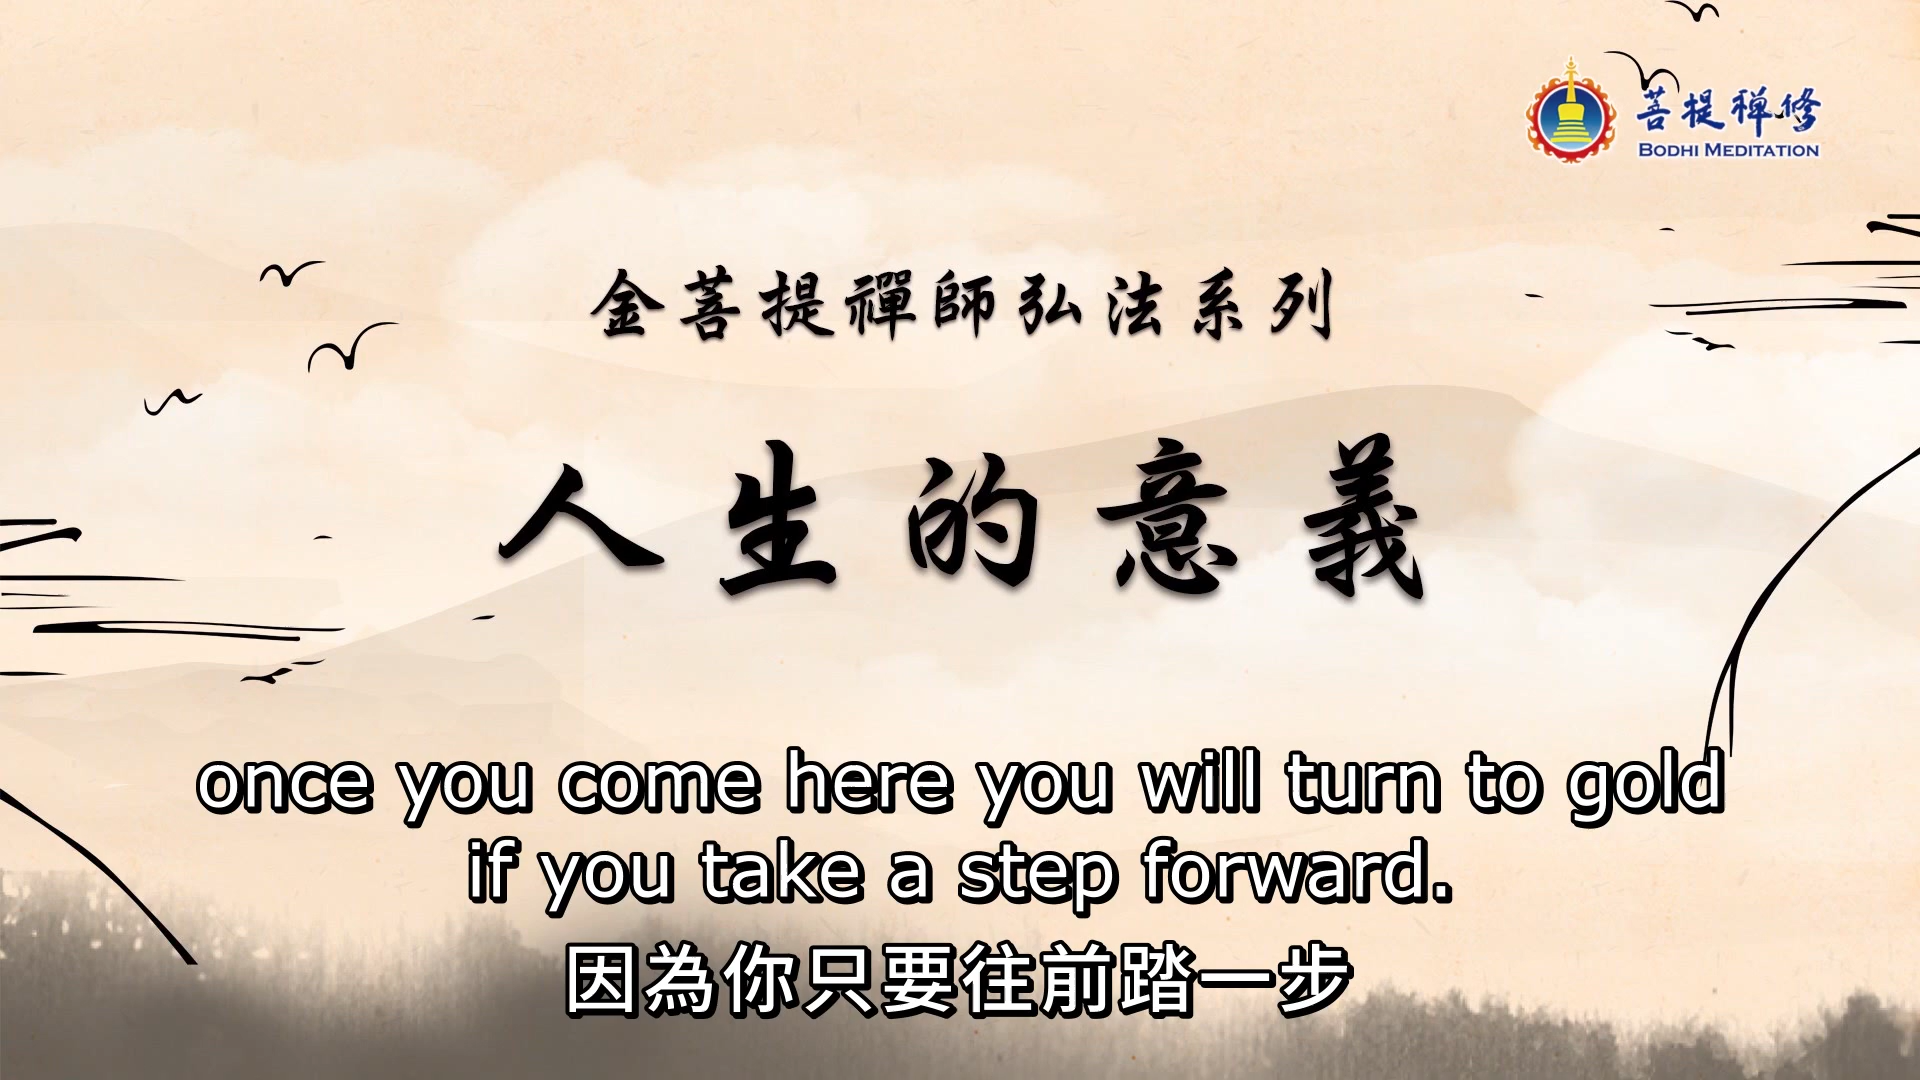 菩提禪修
BODHI MEDITATION
金菩提禪師弘法系列
人生的意義
once you come here you will turn to gold
if you take a step forward.
因為你只要往前踏一步